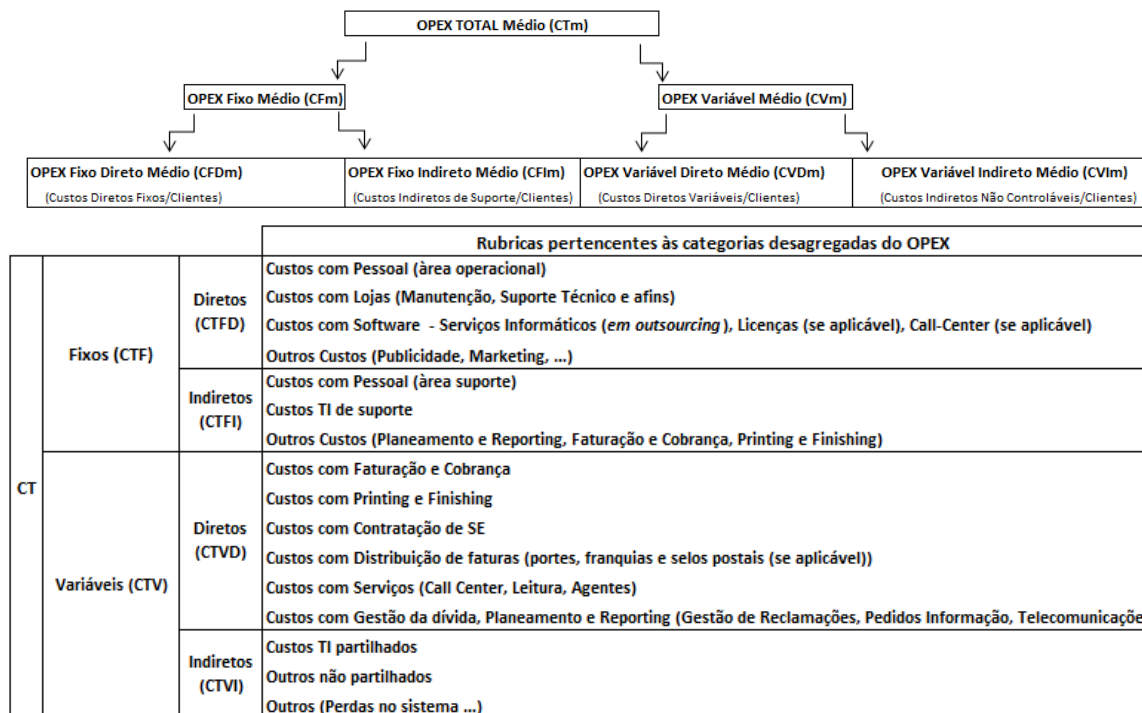 OPEX TOTAL Médio (CTm)
OPEX Fixo Médio (CFm)
OPEX Variável Médio (CVm)
OPEX Fixo Direto Médio (CFDm)
(Custos Diretos Fixos/Clientes)
OPEX Fixo Indireto Médio (CFIm)
(Custos Indiretos de Suporte/Clientes)
OPEX Variável Direto Médio (CVDm)
(Custos Diretos Variáveis/Clientes)
OPEX Variável Indireto Médio (CVIm)
(Custos Indiretos Não Controláveis/Clientes)
Rubricas pertencentes às categorias desagregadas do OPEX
CT
Fixos (CTF)
Diretos
(CTFD)
Custos com Pessoal (àrea operacional)
Custos com Lojas (Manutenção, Suporte Técnico e afins)
Custos com Software - Serviços Informáticos (em outsourcing), Licenças (se aplicável), Call-Center (se aplicável)
Outros Custos (Publicidade, Marketing, ...)
Indiretos
(CTFI)
Custos com Pessoal (àrea suporte)
Custos TI de suporte
Outros Custos (Planeamento e Reporting, Faturação e Cobrança, Printing e Finishing)
Variáveis (CTV)
Diretos
(CTVD)
Custos com Faturação e Cobrança
Custos com Printing e Finishing
Custos com Contratação de SE
Custos com Distribuição de faturas (portes, franquias e selos postais (se aplicável))
Custos com Serviços (Call Center, Leitura, Agentes)
Custos com Gestão da dívida, Planeamento e Reporting (Gestão de Reclamações, Pedidos Informação, Telecomunicaçõe
Indiretos
(CTVI)
Custos TI partilhados
Outros não partilhados
Outros (Perdas no sistema ...)